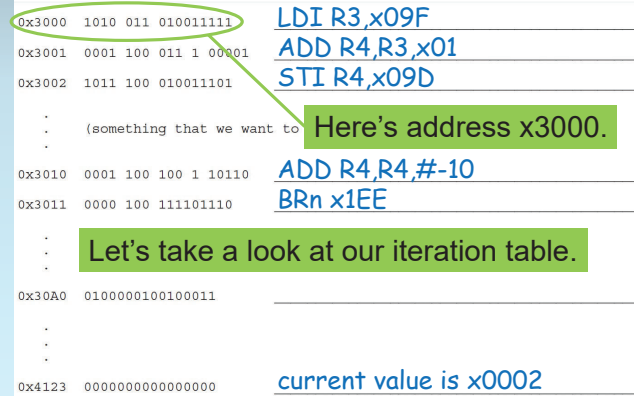 0x3000 1010 011 010011111 LDI R3,x09F
0x3001 0001 100 011 1 00001 ADD R4,R3,x01
0x3002 1011 100 010011101 STI R4,x09D
.
. (something that we want to
.
Here's address x3000.
0x3010 0001 100 100 1 10110 ADD R4,R4,#-10
0x3011 0000 100 111101110 BRn x1EE
.
.
.
Let's take a look at our iteration table.
0x30A0 0100000100100011
.
.
.
0x4123 0000000000000000 current value is x0002